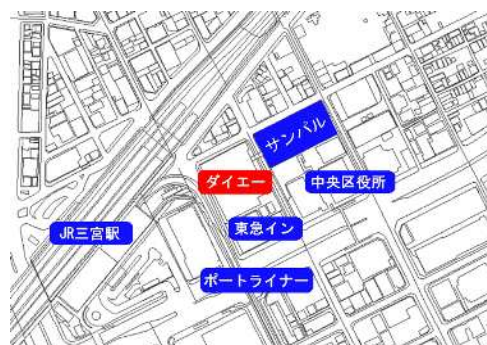 サンパル
ダイエー
中央区役所
東急イン
JR三宮駅
ポートライナー